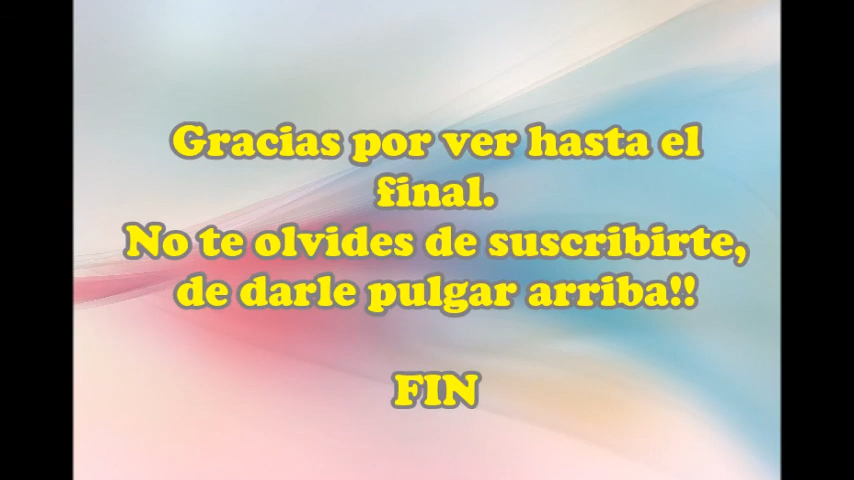 Gracias por ver hasta el
final.
No te olvides de suscribirte,
de darle pulgar arriba!!
FIN